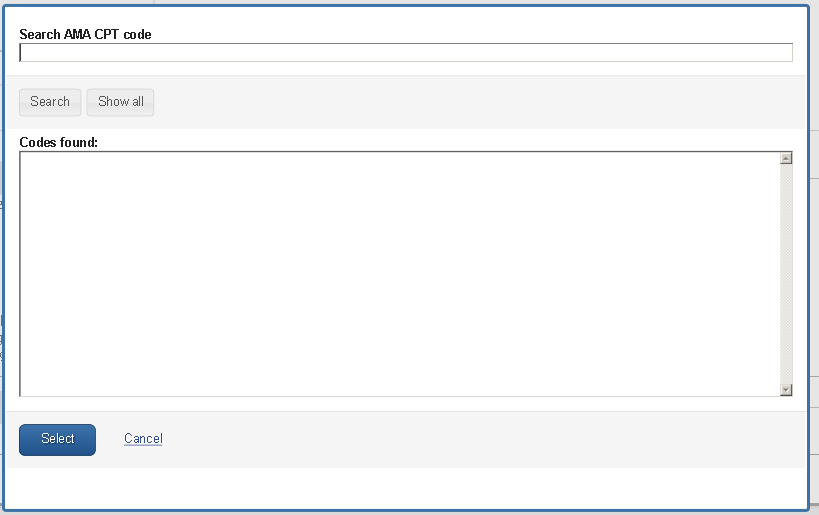 Search AMA CPT code
Search Show all
Codes found:
Select Cancel